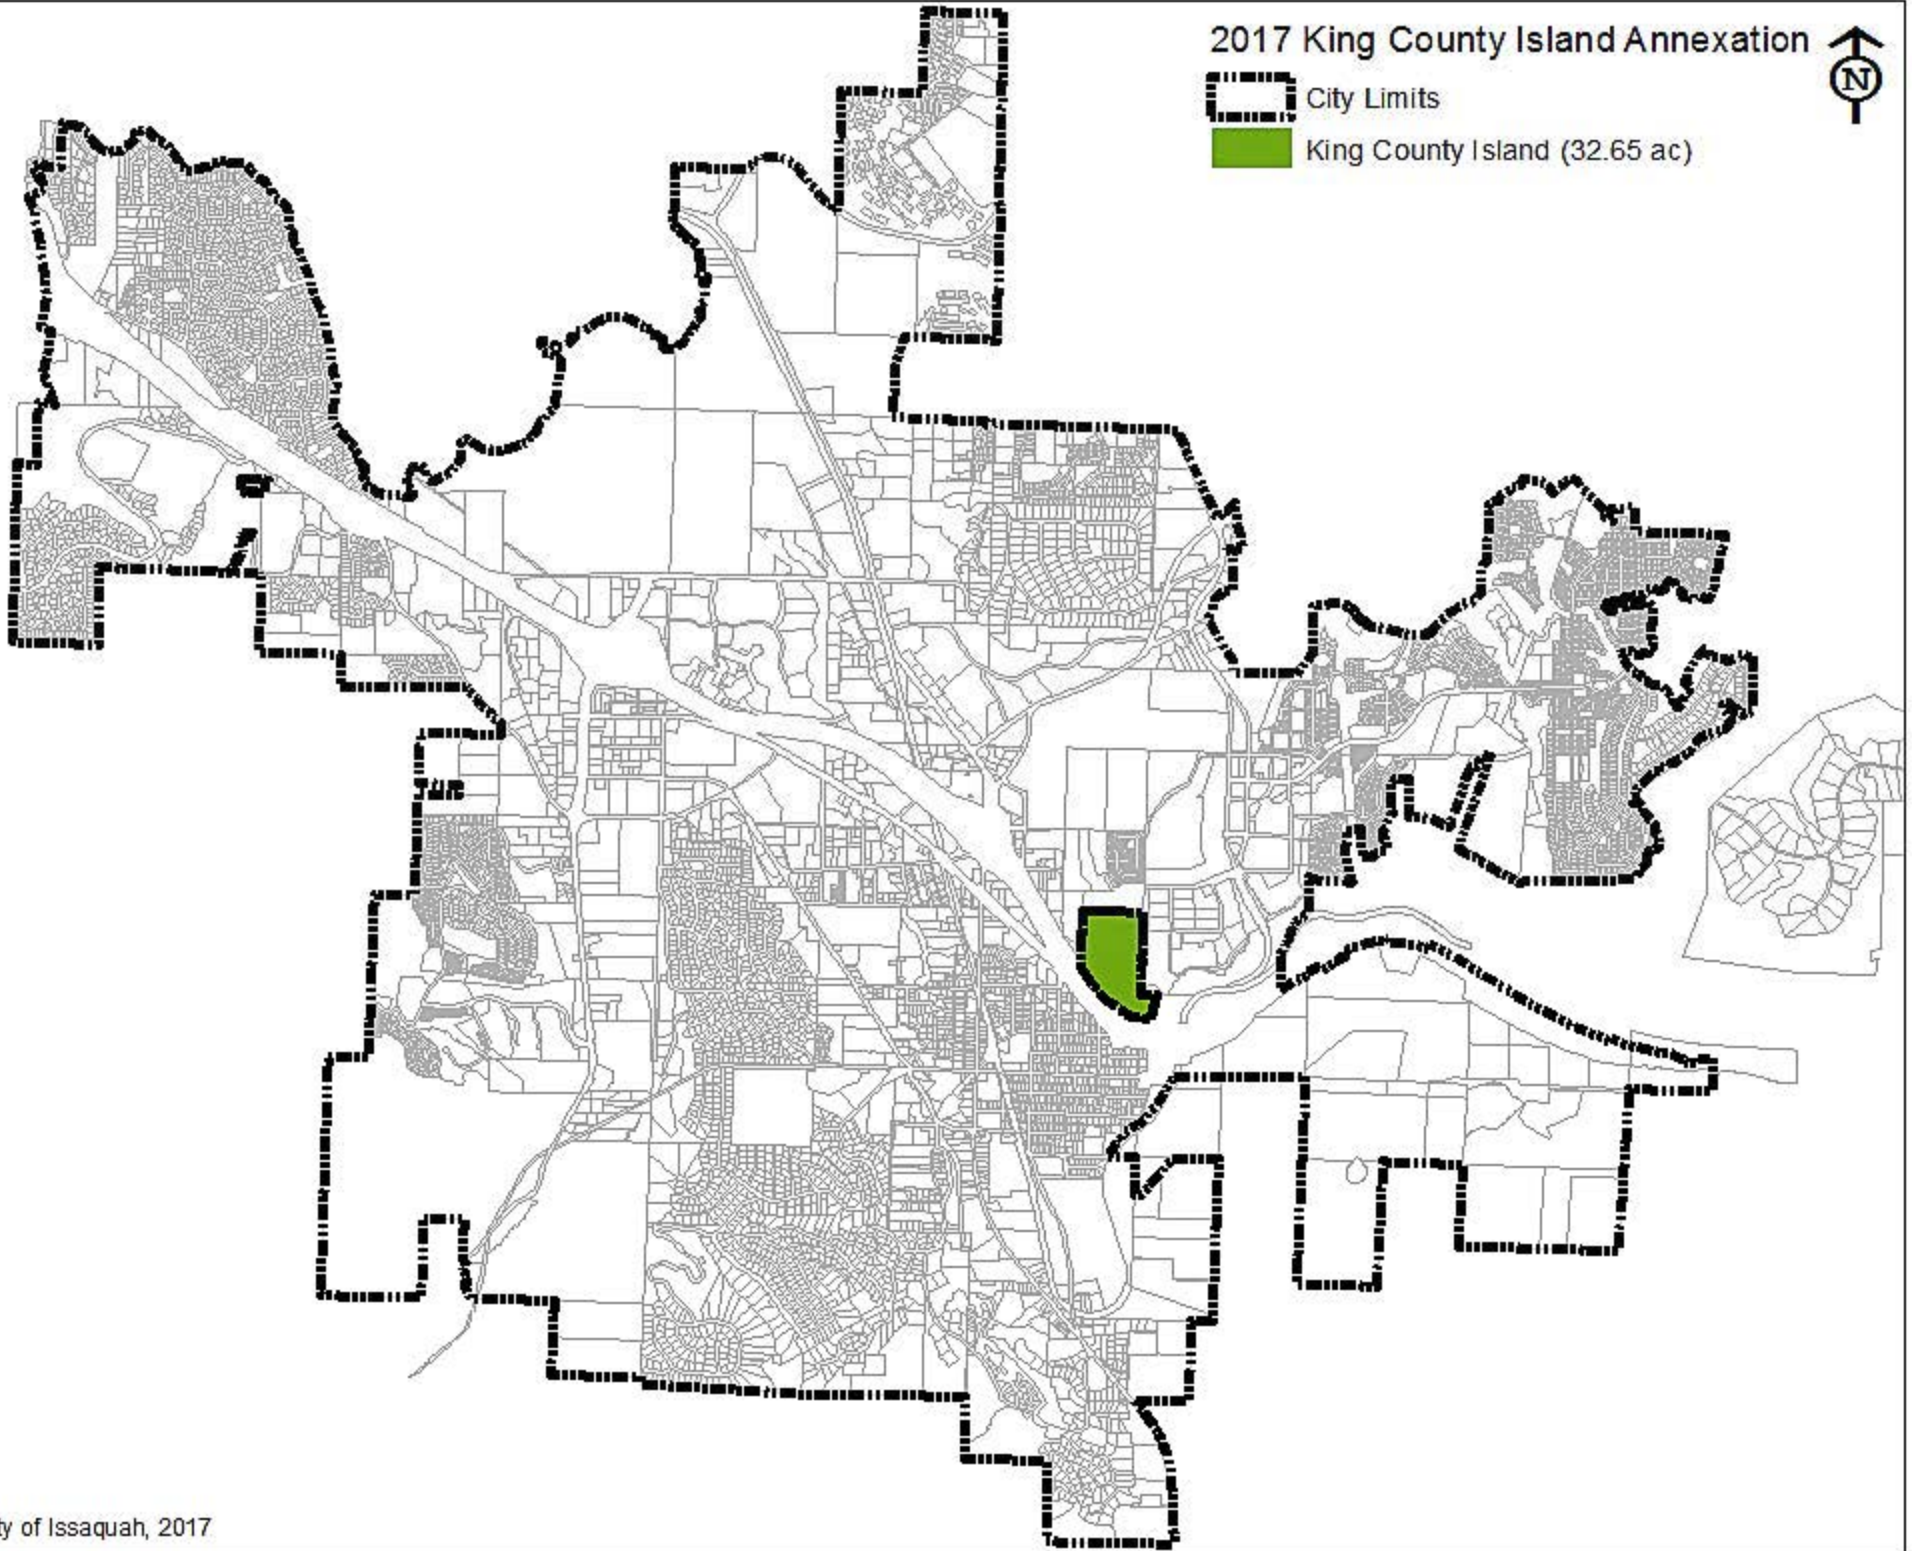 2017 King County Island Annexation
N
City Limits
King County Island (32.65 ac)
ty of Issaquah, 2017